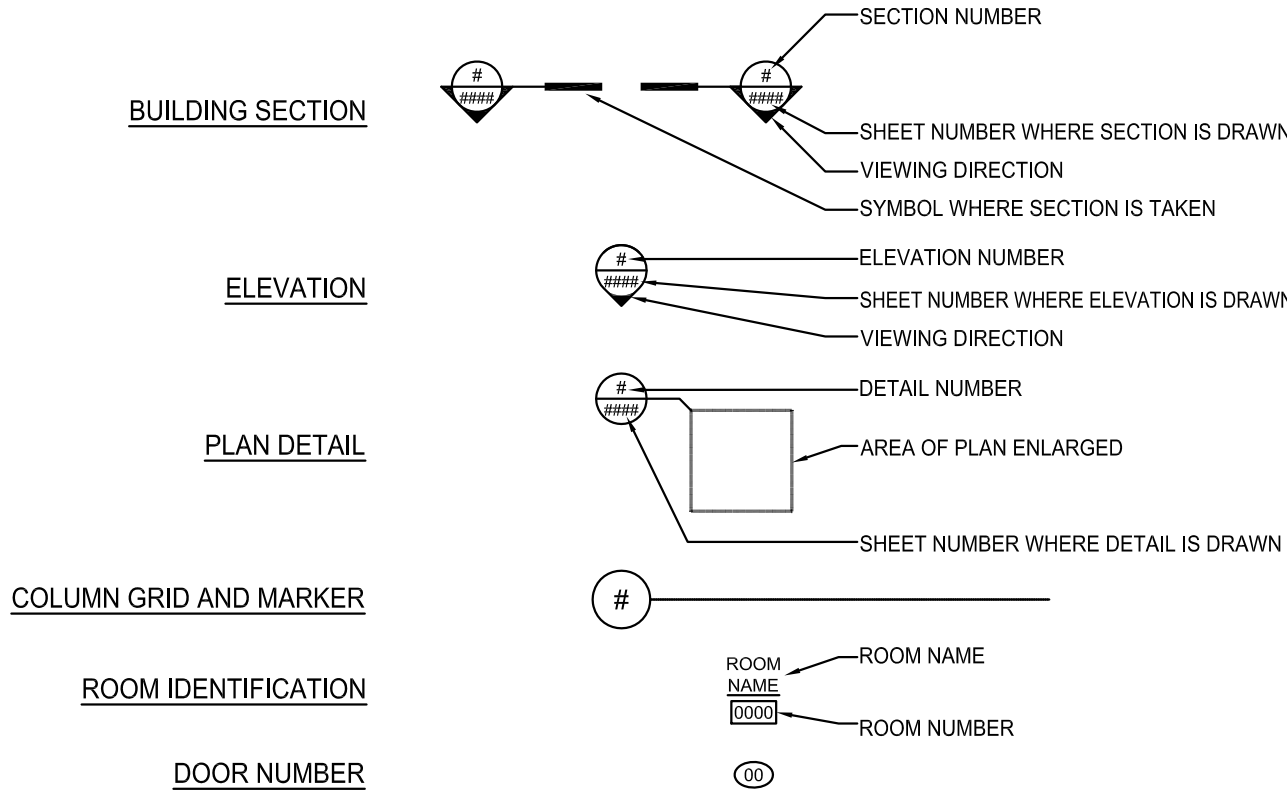 SECTION NUMBER
#
####
#
####
BUILDING SECTION
SHEET NUMBER WHERE SECTION IS DRAWN
VIEWING DIRECTION
SYMBOL WHERE SECTION IS TAKEN
ELEVATION
#
####
ELEVATION NUMBER
SHEET NUMBER WHERE ELEVATION IS DRAWN
VIEWING DIRECTION
PLAN DETAIL
#
####
DETAIL NUMBER
AREA OF PLAN ENLARGED
SHEET NUMBER WHERE DETAIL IS DRAWN
COLUMN GRID AND MARKER
#
ROOM IDENTIFICATION
ROOM
NAME
0000
ROOM NAME
ROOM NUMBER
DOOR NUMBER
00